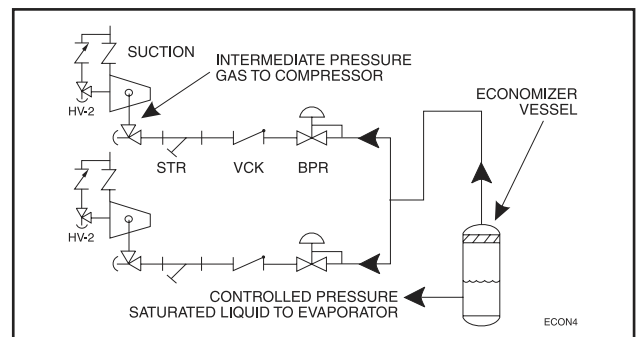 SUCTION
INTERMEDIATE PRESSURE
GAS TO COMPRESSOR
HV-2
STR
VCK
BPR
ECONOMIZER
VESSEL
HV-2
CONTROLLED PRESSURE
SATURATED LIQUID TO EVAPORATOR
ECON4